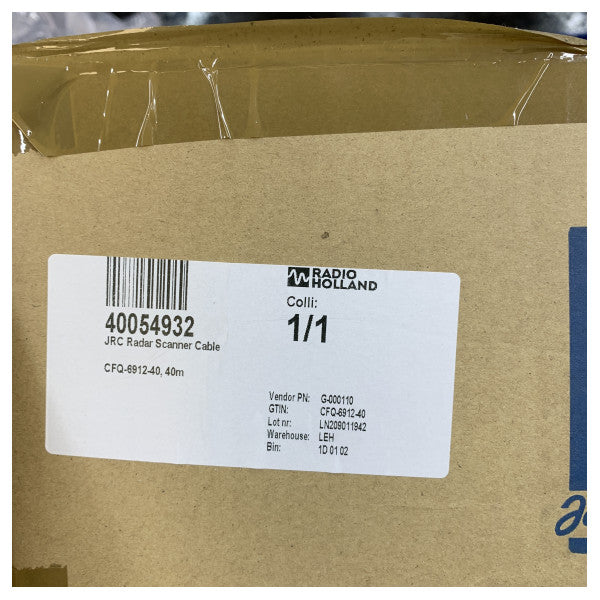 RADIO
HOLLAND
40054932
JRC Radar Scanner Cable
CFQ-6912-40, 40m
Colli:
1/1
Vendor PN: G-000110
GTIN: CFQ-6912-40
Lot nr: LN209011942
Warehouse: LEH
Bin: 1D 01 02